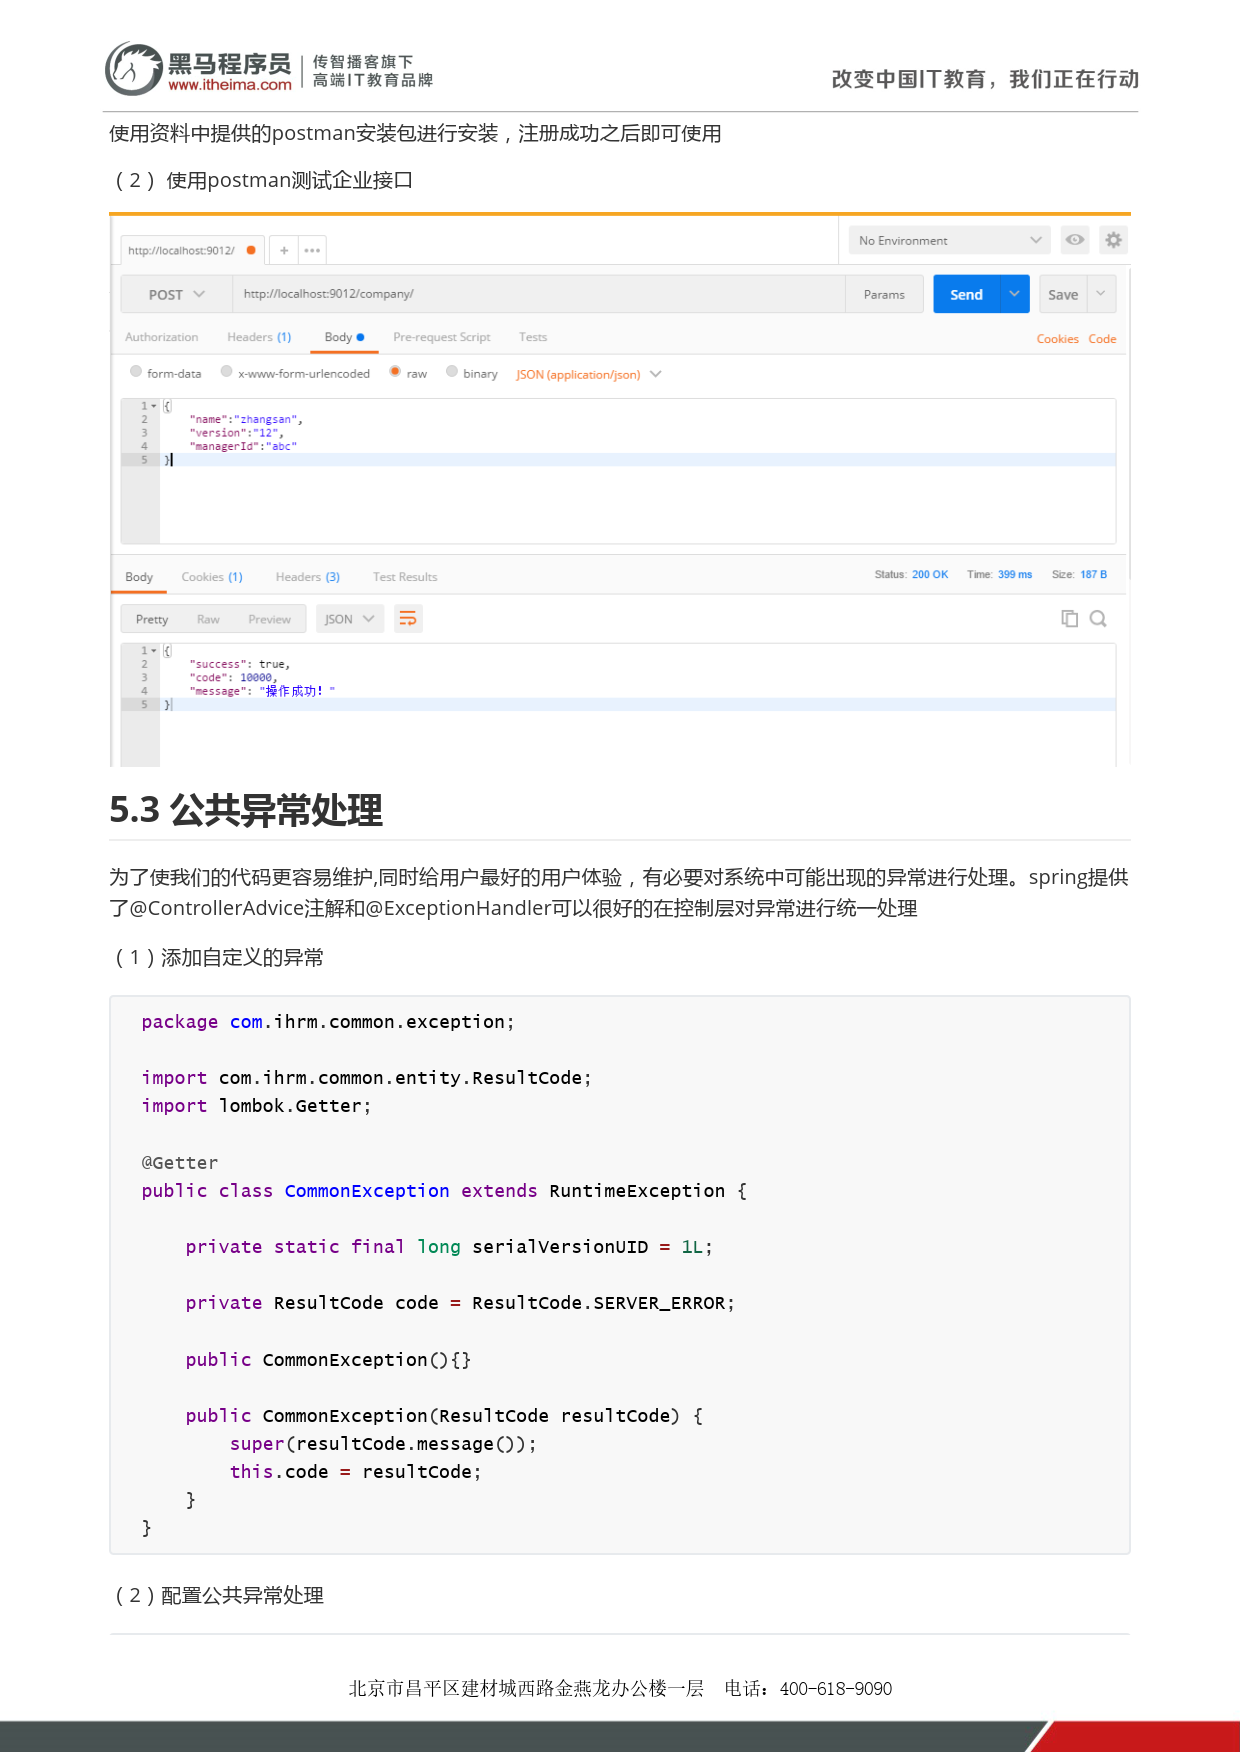 黑马程序员
www.itheima.com
传智播客旗下
高端IT教育品牌
改变中国IT教育，我们正在行动
使用资料中提供的postman安装包进行安装，注册成功之后即可使用
（2） 使用postman测试企业接口
http://localhost:9012/
+
•••
No Environment
POST
http://localhost:9012/company/
Params
Send
Save
Authorization
Headers (1)
Body
Pre-request Script
Tests
Cookies
Code
form-data
x-www-form-urlencoded
raw
binary
JSON (application/json)
1 {
2 "name":"zhangsan",
3 "version":"12",
4 "managerId":"abc"
5 }
Body
Cookies (1)
Headers (3)
Test Results
Status: 200 OK
Time: 399 ms
Size: 187 B
Pretty
Raw
Preview
JSON
1 {
2 "success": true,
3 "code": 10000,
4 "message": "操作成功！"
5 }
5.3 公共异常处理
为了使我们的代码更容易维护,同时给用户最好的用户体验，有必要对系统中可能出现的异常进行处理。spring提供
了@ControllerAdvice注解和@ExceptionHandler可以很好的在控制层对异常进行统一处理
（1）添加自定义的异常
package com.ihrm.common.exception;
import com.ihrm.common.entity.ResultCode;
import lombok.Getter;
@Getter
public class CommonException extends RuntimeException {
private static final long serialVersionUID = 1L;
private ResultCode code = ResultCode.SERVER_ERROR;
public CommonException(){}
public CommonException(ResultCode resultCode) {
super(resultCode.message());
this.code = resultCode;
}
}
（2）配置公共异常处理
北京市昌平区建材城西路金燕龙办公楼一层 电话：400-618-9090